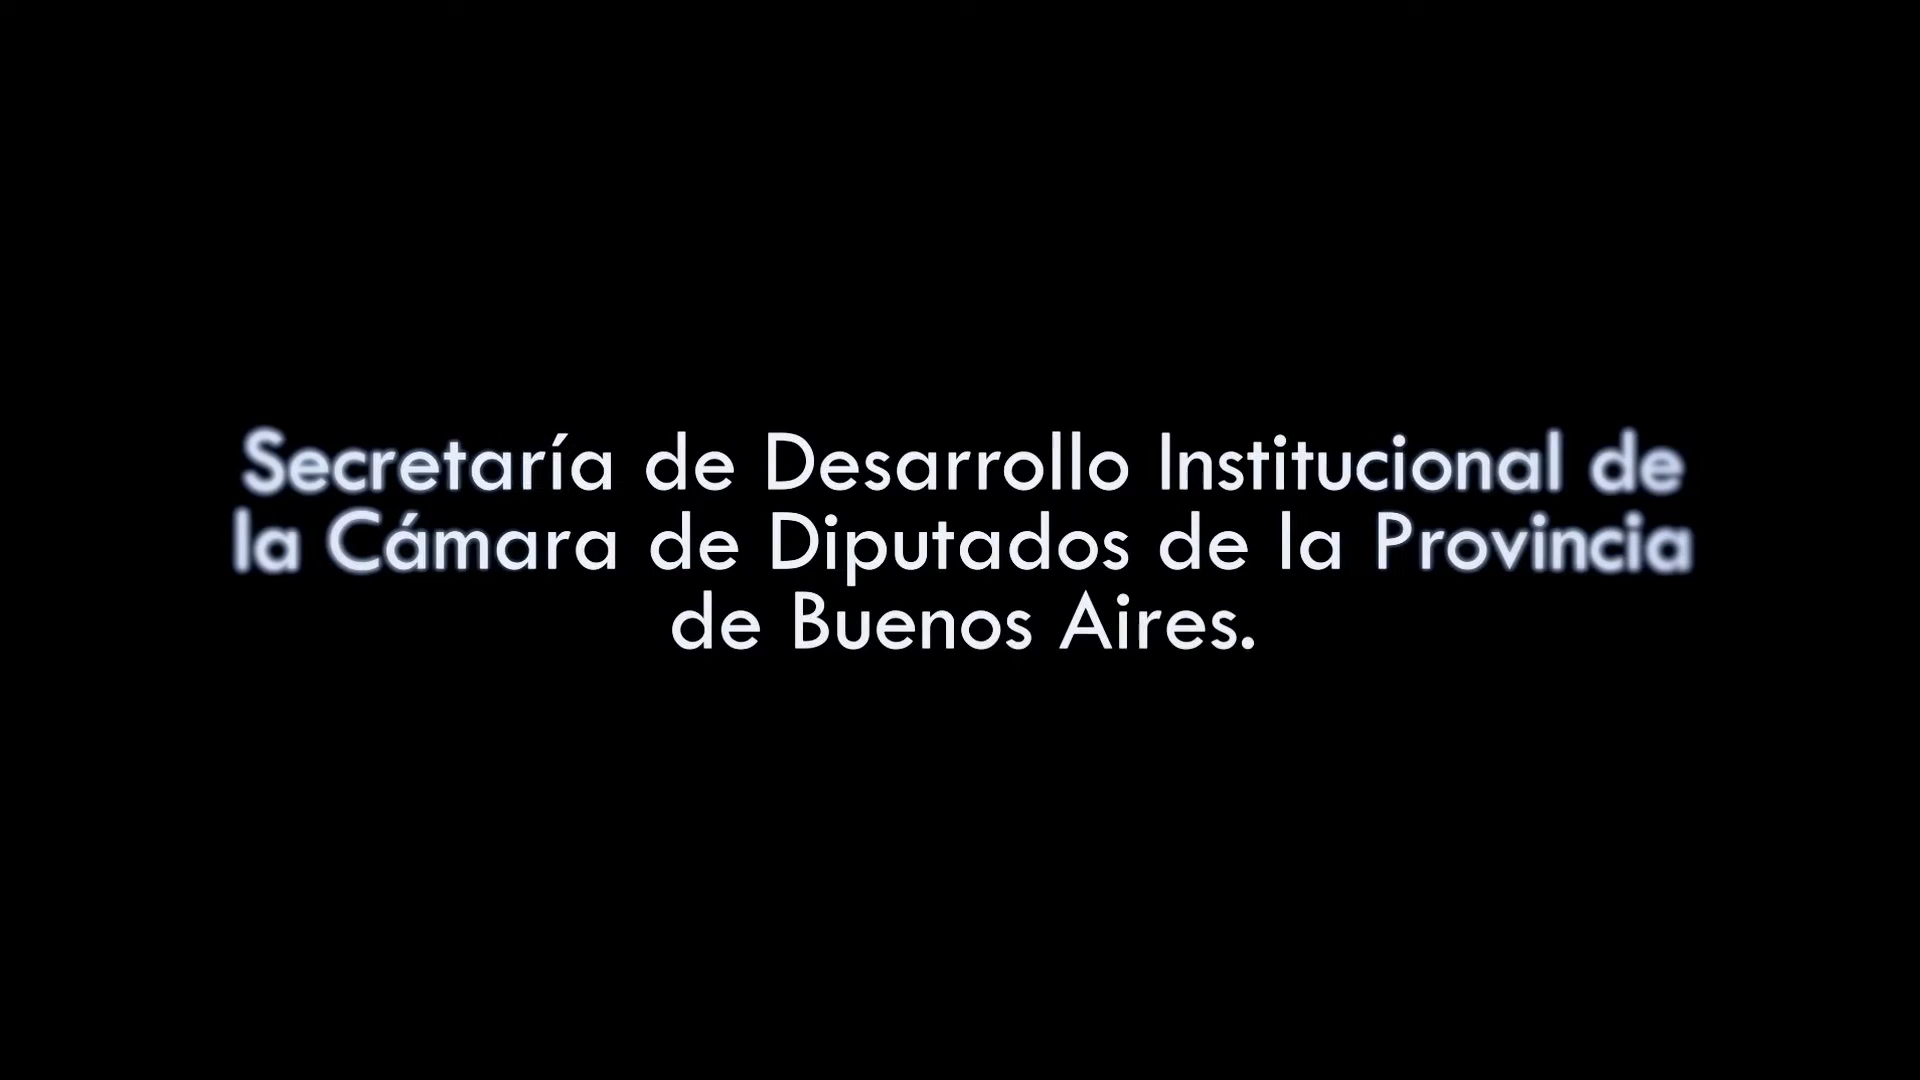 Secretaría de Desarrollo Institucional de
la Cámara de Diputados de la Provincia
de Buenos Aires.